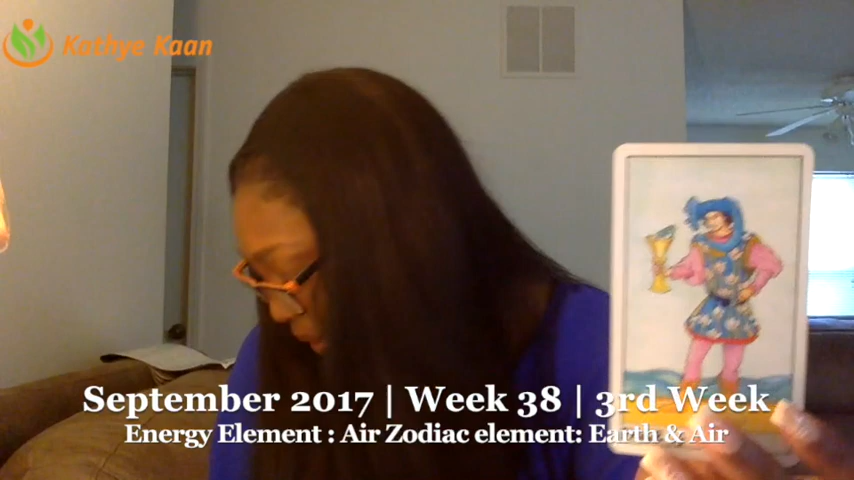 Kathye Kaan
September 2017 | Week 38 | 3rd Week
Energy Element : Air Zodiac element: Earth & Air